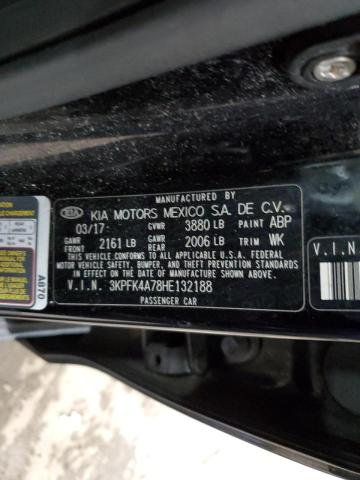 MANUFACTURED BY
KIA KIA MOTORS MEXICO S.A. DE C.V.
03/17 GVWR 3880 LB PAINT ABP
GAWR FRONT 2161 LB GAWR REAR 2006 LB TRIM WK
THIS VEHICLE CONFORMS TO ALL APPLICABLE U.S. FEDERAL
MOTOR VEHICLE SAFETY, BUMPER, AND THEFT PREVENTION
STANDARDS IN EFFECT ON THE DATE OF MANUFACTURE SHOWN ABOVE.
V.I.N. 3KPFK4A78HE132188
PASSENGER CAR
A870
V.I.N.